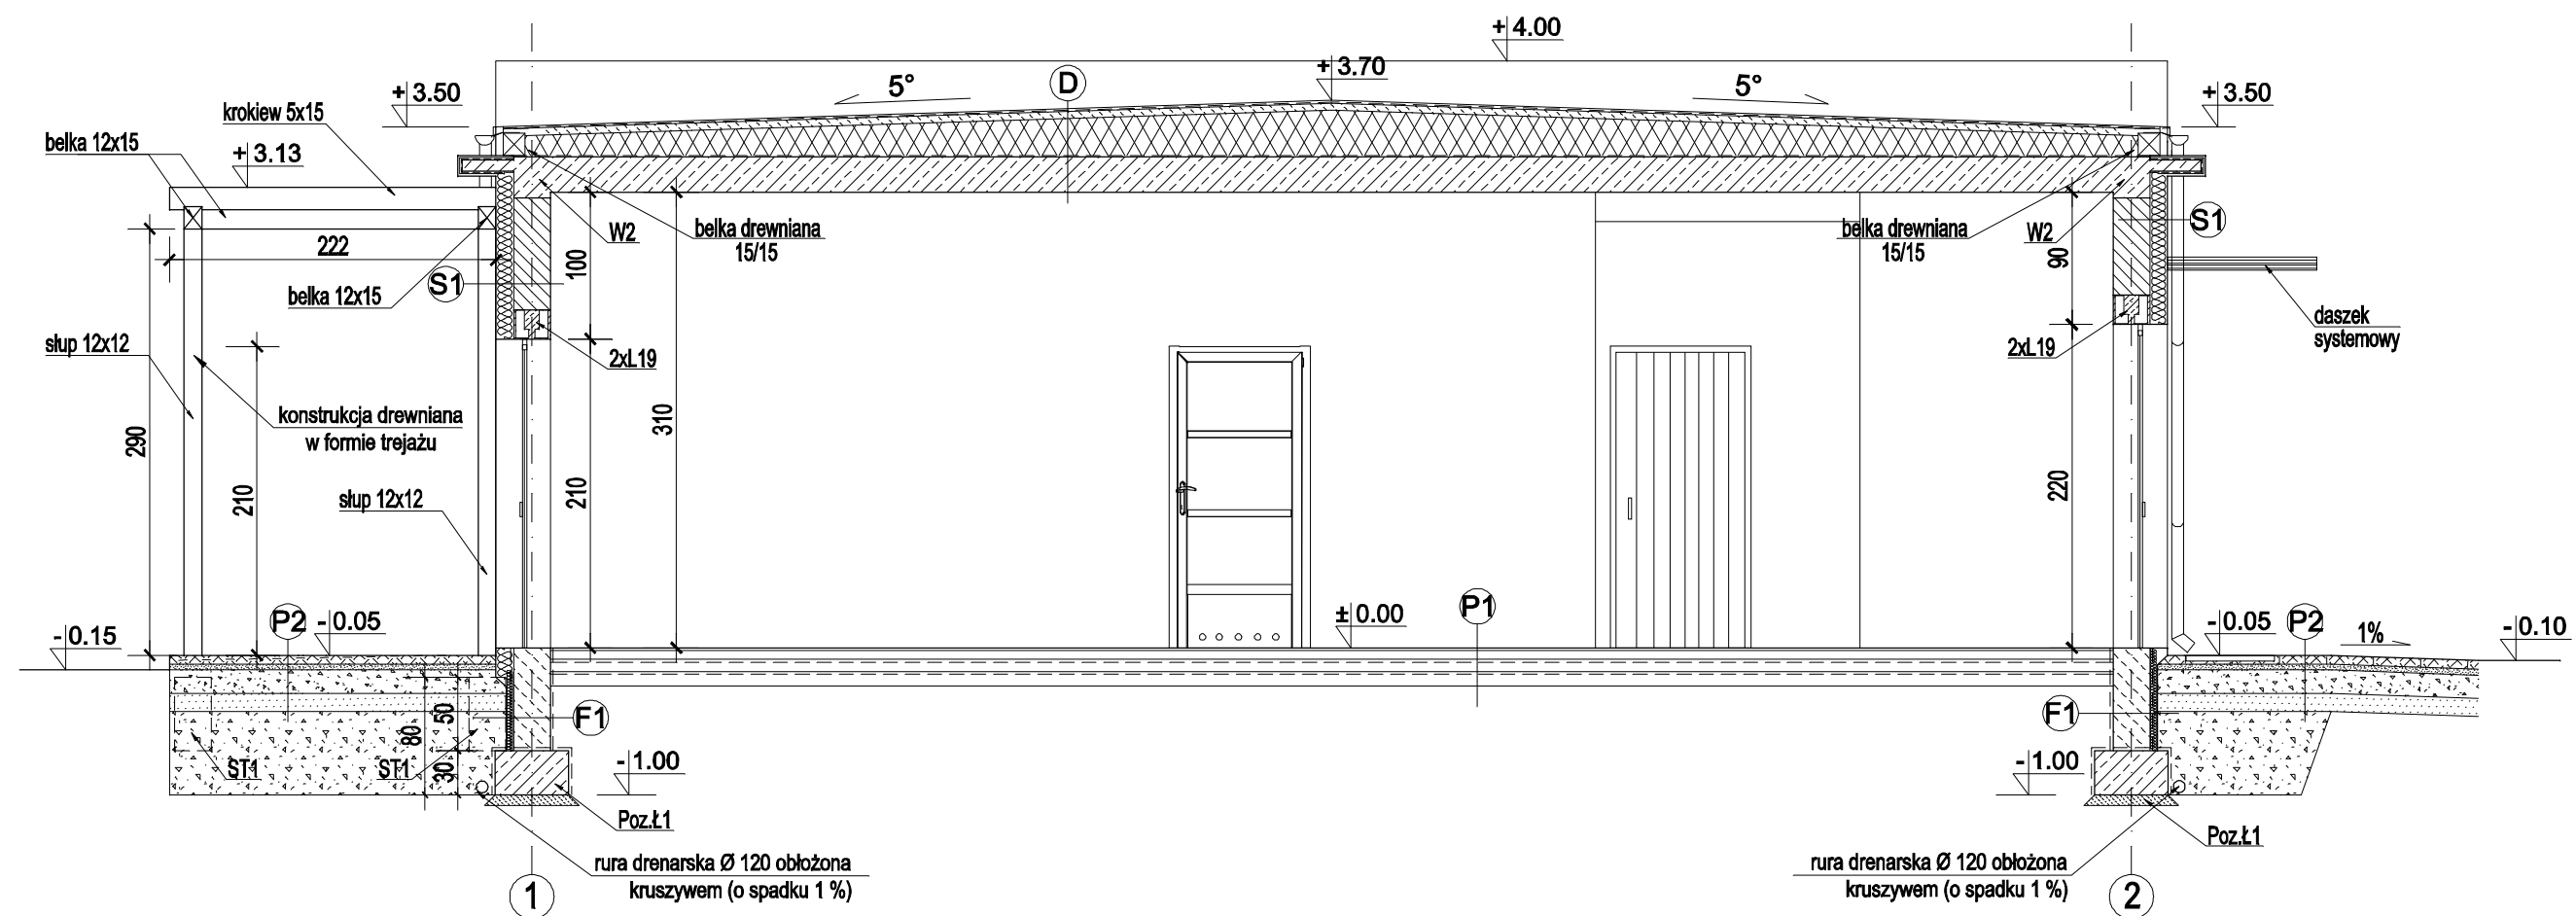 +4.00
+3.70
5°
D
5°
+3.50
+3.50
krokiew 5x15
belka 12x15
+3.13
222
belka 12x15
S1
100
W2
belka drewniana
15/15
belka drewniana
15/15
W2
90
S1
daszek
systemowy
słup 12x12
2xL19
2xL19
konstrukcja drewniana
w formie trejażu
290
210
słup 12x12
210
310
220
-0.15
P2
-0.05
±0.00
P1
-0.05
P2
1%
-0.10
80
50
30
F1
F1
ST1
ST1
-1.00
-1.00
Poz.Ł1
Poz.Ł1
rura drenarska Ø 120 obłożona
kruszywem (o spadku 1 %)
rura drenarska Ø 120 obłożona
kruszywem (o spadku 1 %)
1
2